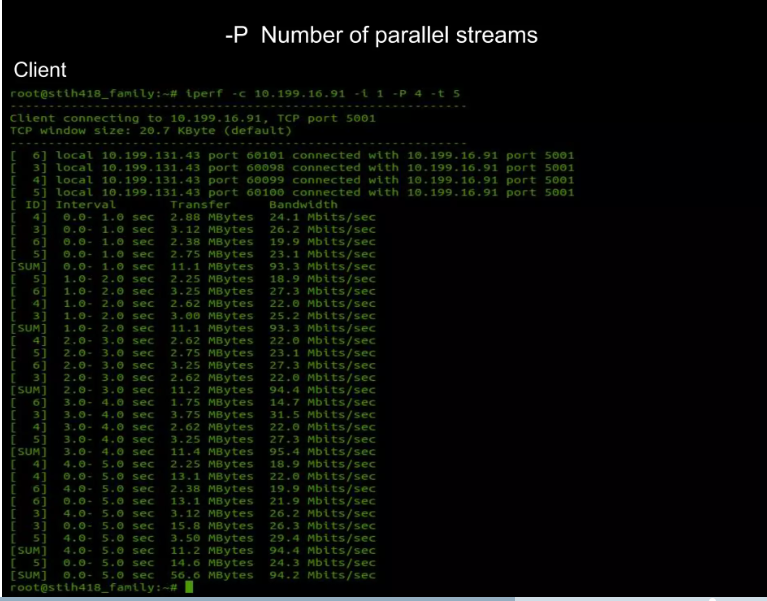 -P  Number of parallel streams
Client
root@stih418_family:~# iperf -c 10.199.16.91 -i 1 -P 4 -t 5
------------------------------------------------------------
Client connecting to 10.199.16.91, TCP port 5001
TCP window size: 20.7 KByte (default)
------------------------------------------------------------
[  6] local 10.199.131.43 port 60101 connected with 10.199.16.91 port 5001
[  3] local 10.199.131.43 port 60098 connected with 10.199.16.91 port 5001
[  4] local 10.199.131.43 port 60099 connected with 10.199.16.91 port 5001
[  5] local 10.199.131.43 port 60100 connected with 10.199.16.91 port 5001
[ ID] Interval       Transfer     Bandwidth
[  4]  0.0- 1.0 sec  2.88 MBytes  24.1 Mbits/sec
[  3]  0.0- 1.0 sec  3.12 MBytes  26.2 Mbits/sec
[  6]  0.0- 1.0 sec  2.38 MBytes  19.9 Mbits/sec
[  5]  0.0- 1.0 sec  2.75 MBytes  23.1 Mbits/sec
[SUM]  0.0- 1.0 sec  11.1 MBytes  93.3 Mbits/sec
[  5]  1.0- 2.0 sec  2.25 MBytes  18.9 Mbits/sec
[  6]  1.0- 2.0 sec  3.25 MBytes  27.3 Mbits/sec
[  4]  1.0- 2.0 sec  2.62 MBytes  22.0 Mbits/sec
[  3]  1.0- 2.0 sec  3.00 MBytes  25.2 Mbits/sec
[SUM]  1.0- 2.0 sec  11.1 MBytes  93.3 Mbits/sec
[  4]  2.0- 3.0 sec  2.62 MBytes  22.0 Mbits/sec
[  5]  2.0- 3.0 sec  2.75 MBytes  23.1 Mbits/sec
[  6]  2.0- 3.0 sec  3.25 MBytes  27.3 Mbits/sec
[  3]  2.0- 3.0 sec  2.62 MBytes  22.0 Mbits/sec
[SUM]  2.0- 3.0 sec  11.2 MBytes  94.4 Mbits/sec
[  6]  3.0- 4.0 sec  1.75 MBytes  14.7 Mbits/sec
[  3]  3.0- 4.0 sec  3.75 MBytes  31.5 Mbits/sec
[  4]  3.0- 4.0 sec  2.62 MBytes  22.0 Mbits/sec
[  5]  3.0- 4.0 sec  3.25 MBytes  27.3 Mbits/sec
[SUM]  3.0- 4.0 sec  11.4 MBytes  95.4 Mbits/sec
[  4]  4.0- 5.0 sec  2.25 MBytes  18.9 Mbits/sec
[  4]  0.0- 5.0 sec  13.1 MBytes  22.0 Mbits/sec
[  6]  4.0- 5.0 sec  2.38 MBytes  19.9 Mbits/sec
[  6]  0.0- 5.0 sec  13.1 MBytes  21.9 Mbits/sec
[  3]  4.0- 5.0 sec  3.12 MBytes  26.2 Mbits/sec
[  3]  0.0- 5.0 sec  15.8 MBytes  26.3 Mbits/sec
[  5]  4.0- 5.0 sec  3.50 MBytes  29.4 Mbits/sec
[SUM]  4.0- 5.0 sec  11.2 MBytes  94.4 Mbits/sec
[  5]  0.0- 5.0 sec  14.6 MBytes  24.3 Mbits/sec
[SUM]  0.0- 5.0 sec  56.6 MBytes  94.2 Mbits/sec
root@stih418_family:~#